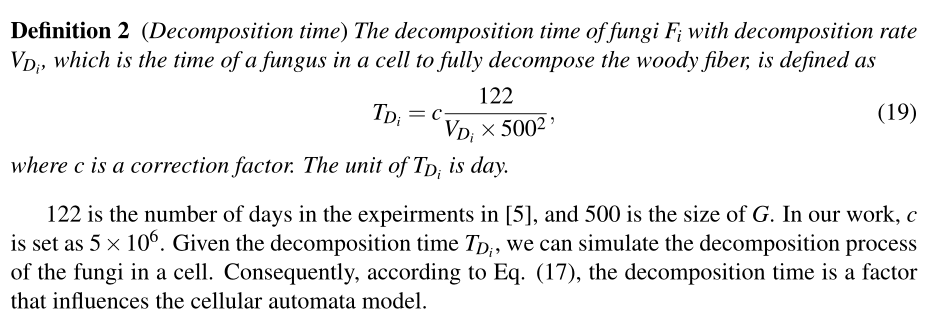 Definition 2 (Decomposition time) The decomposition time of fungi F_i with decomposition rate
V_{D_i}, which is the time of a fungus in a cell to fully decompose the woody fiber, is defined as
T_{D_i} = c \frac{122}{V_{D_i} × 500^2}, (19)
where c is a correction factor. The unit of T_{D_i} is day.
122 is the number of days in the expeirments in [5], and 500 is the size of G. In our work, c
is set as 5 × 10^6. Given the decomposition time T_{D_i}, we can simulate the decomposition process
of the fungi in a cell. Consequently, according to Eq. (17), the decomposition time is a factor
that influences the cellular automata model.